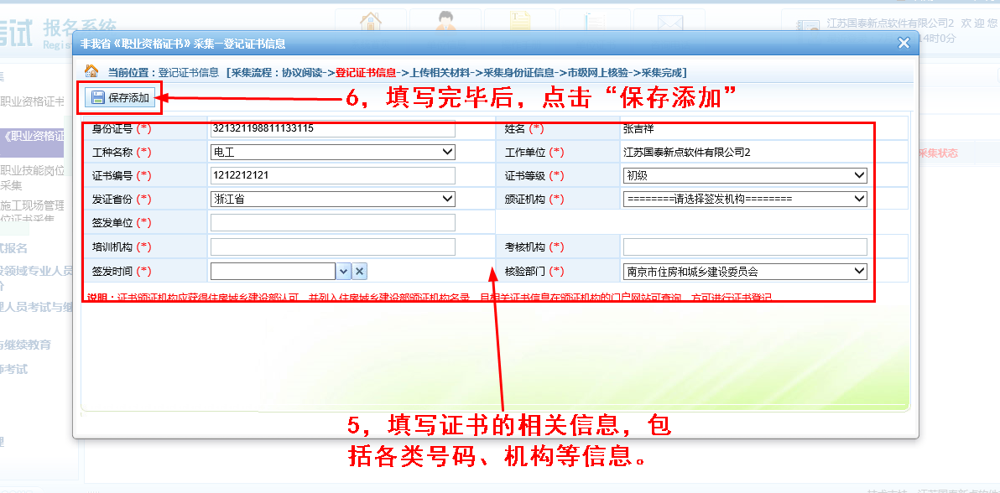 考试 报名系统
江苏国泰新点软件有限公司2 欢迎您
14时0分
非我省《职业资格证书》采集—登记证书信息
当前位置：登记证书信息 [采集流程：协议阅读->登记证书信息->上传相关材料->采集身份证信息->市级网上核验->采集完成]
保存添加
6，填写完毕后，点击“保存添加”
身份证号 (*) 321321198811133115 姓名 (*) 张吉祥
工种名称 (*) 电工 工作单位 (*) 江苏国泰新点软件有限公司2
证书编号 (*) 1212212121 证书等级 (*) 初级
发证省份 (*) 浙江省 颁证机构 (*) ========请选择签发机构========
签发单位 (*)
培训机构 (*) 考核机构 (*)
签发时间 (*) 核验部门 (*) 南京市住房和城乡建设委员会
说明：证书颁证机构应获得住房城乡建设部认可，并列入住房城乡建设部颁证机构名录，且相关证书信息在颁证机构的门户网站可查询，方可进行证书登记
5，填写证书的相关信息，包
括各类号码、机构等信息。
职业资格证书
《职业资格证
职业技能岗位
采集
施工现场管理
位证书采集
试报名
设领域专业人员
理人员考试与继
与继续教育
师考试
理
采集状态